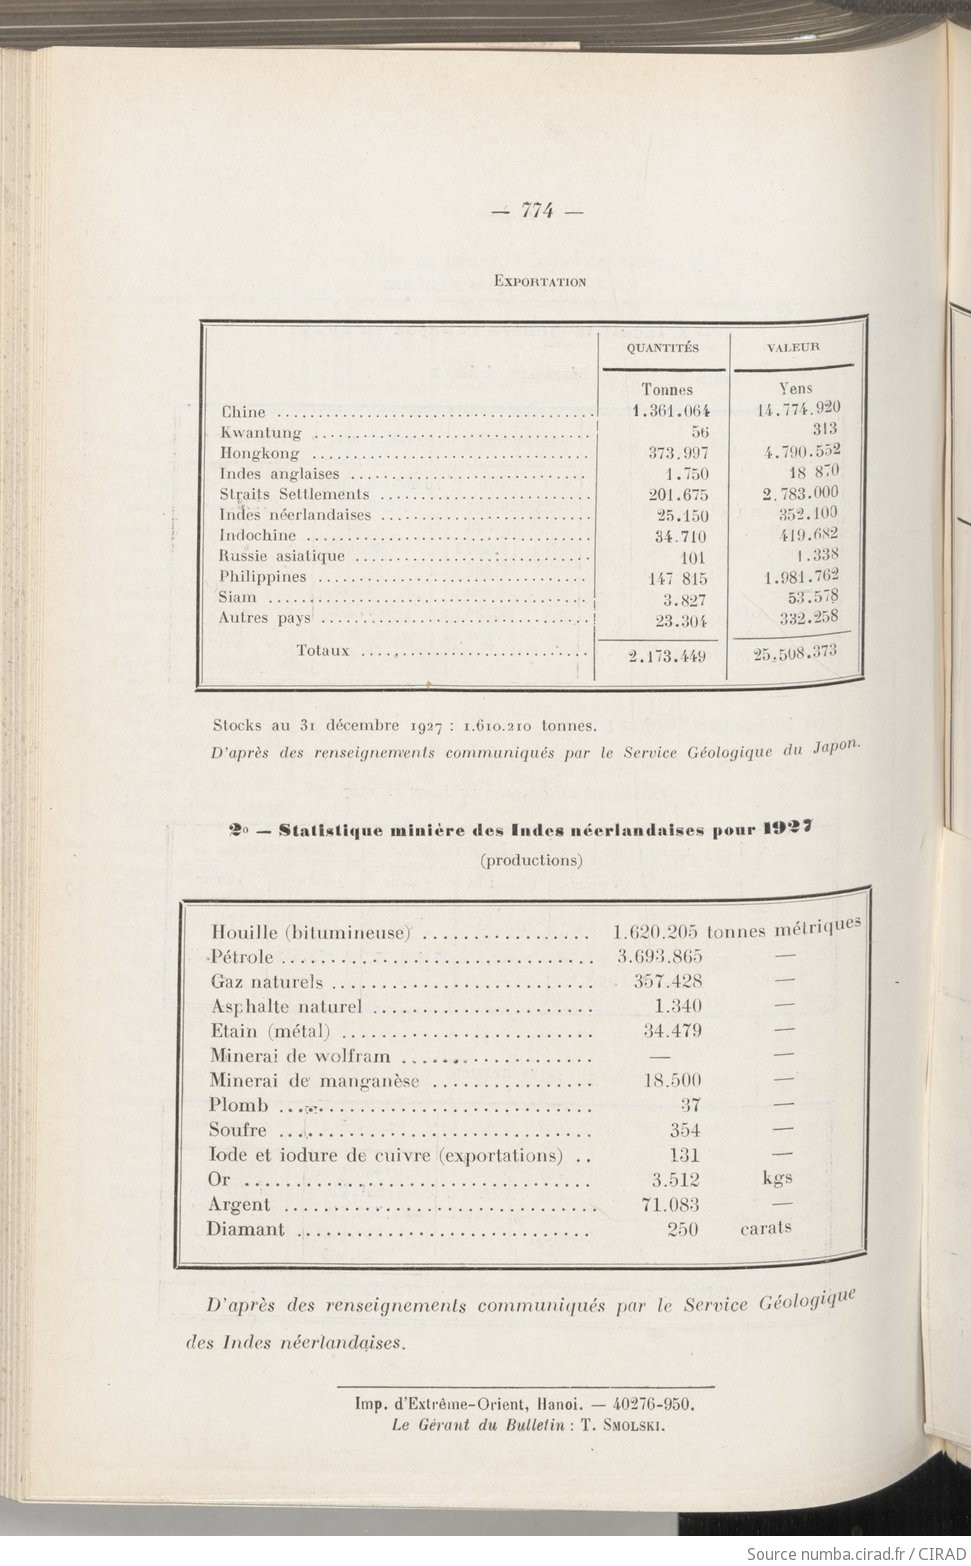 — 774 —
EXPORTATION
QUANTITÉS VALEUR
Tonnes Yens
Chine 1.361.064 14.774.920
Kwantung 56 313
Hongkong 373.997 4.790.552
Indes anglaises 1.750 18 870
Straits Settlements 201.675 2.783.000
Indes néerlandaises 25.150 352.100
Indochine 34.710 419.682
Russie asiatique 101 1.338
Philippines 147 815 1.981.762
Siam 3.827 53.578
Autres pays 23.304 332.258
Totaux 2.173.449 25.508.373
Stocks au 31 décembre 1927 : 1.610.210 tonnes.
D'après des renseignements communiqués par le Service Géologique du Japon.
2º — Statistique minière des Indes néerlandaises pour 1927
(productions)
Houille (bitumineuse) 1.620.205 tonnes métriques
Pétrole 3.693.865 —
Gaz naturels 357.428 —
Asphalte naturel 1.340 —
Etain (métal) 34.479 —
Minerai de wolfram — —
Minerai de manganèse 18.500 —
Plomb 37 —
Soufre 354 —
Iode et iodure de cuivre (exportations) 131 —
Or 3.512 kgs
Argent 71.083 —
Diamant 250 carats
D'après des renseignements communiqués par le Service Géologique
des Indes néerlandaises.
Imp. d'Extrême-Orient, Hanoi. — 40276-950.
Le Gérant du Bulletin : T. SMOLSKI.
Source numba.cirad.fr / CIRAD